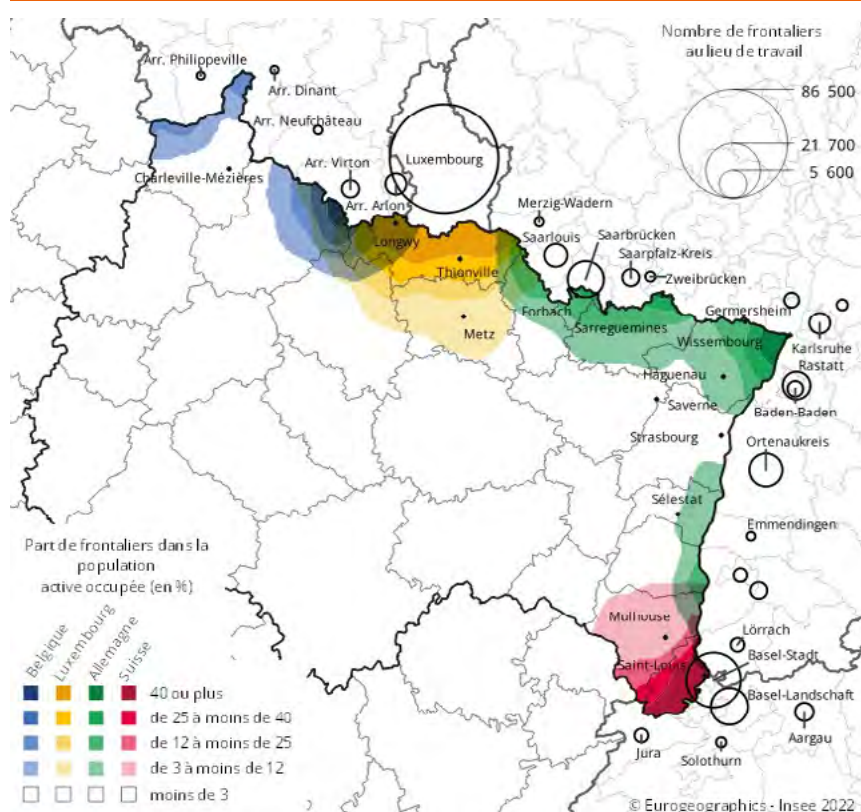 Nombre de frontaliers
au lieu de travail
86 500
21 700
5 600
Arr. Philippeville
Arr. Dinant
Arr. Neufchâteau
Charleville-Mézières
Arr. Virton
Luxembourg
Arr. Arlon
Longwy
Thionville
Metz
Merzig-Wadern
Saarlouis
Saarbrücken
Saarpfalz-Kreis
Zweibrücken
Forbach
Sarreguemines
Germersheim
Wissembourg
Karlsruhe
Rastatt
Haguenau
Baden-Baden
Saverne
Strasbourg
Ortenaukreis
Sélestat
Emmendingen
Mulhouse
Lörrach
Saint-Louis
Basel-Stadt
Basel-Landschaft
Jura
Solothurn
Aargau
Part de frontaliers dans la
population
active occupée (en %)
Belgique
Luxembourg
Allemagne
Suisse
40 ou plus
de 25 à moins de 40
de 12 à moins de 25
de 3 à moins de 12
moins de 3
© Eurogeographics - Insee 2022